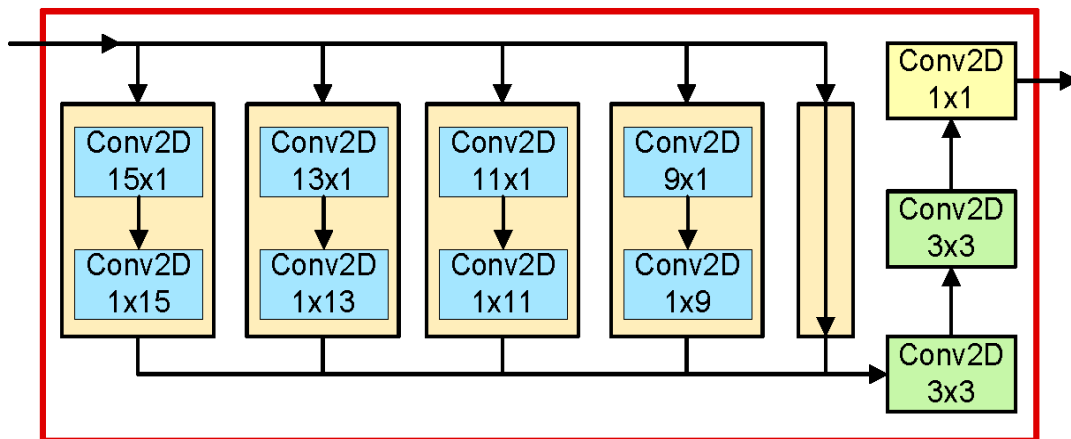 Conv2D
15x1
Conv2D
1x15
Conv2D
13x1
Conv2D
1x13
Conv2D
11x1
Conv2D
1x11
Conv2D
9x1
Conv2D
1x9
Conv2D
1x1
Conv2D
3x3
Conv2D
3x3